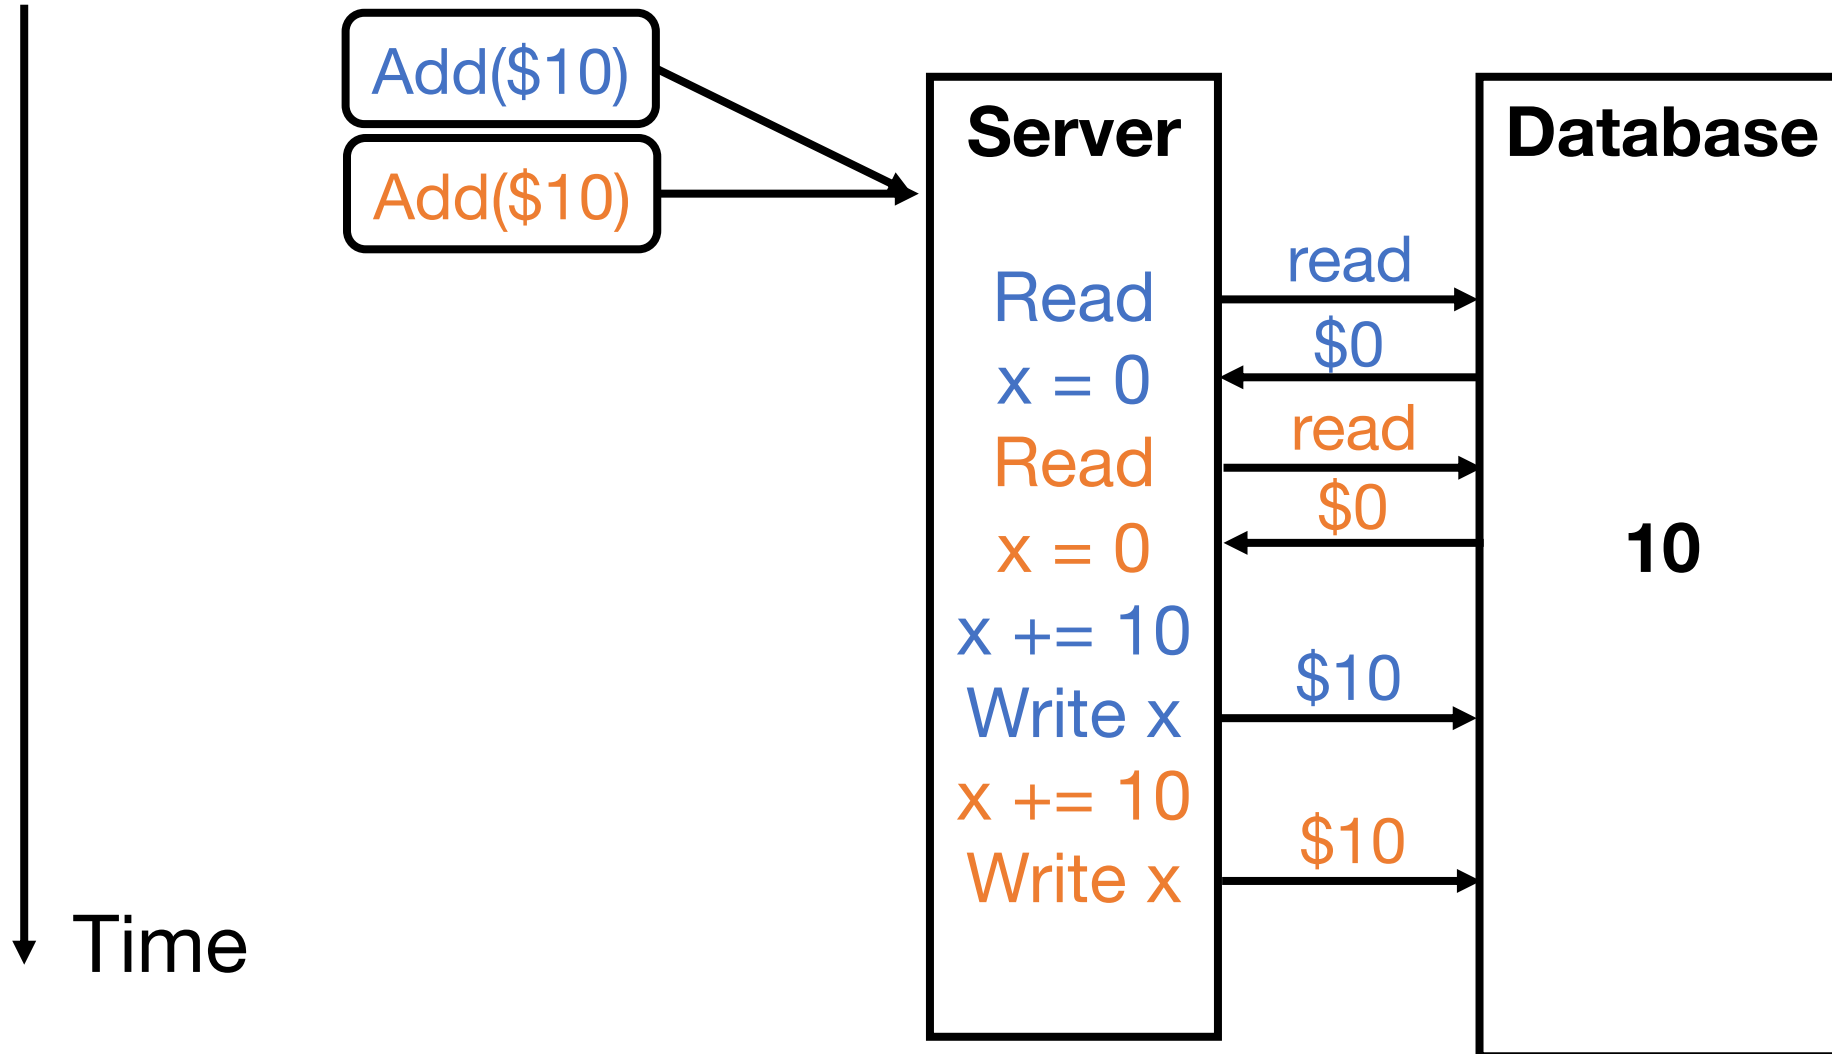 Add($10)
Add($10)
Server
Database
Read
read
x = 0
$0
Read
read
x = 0
$0
10
x += 10
Write x
$10
x += 10
Write x
$10
Time